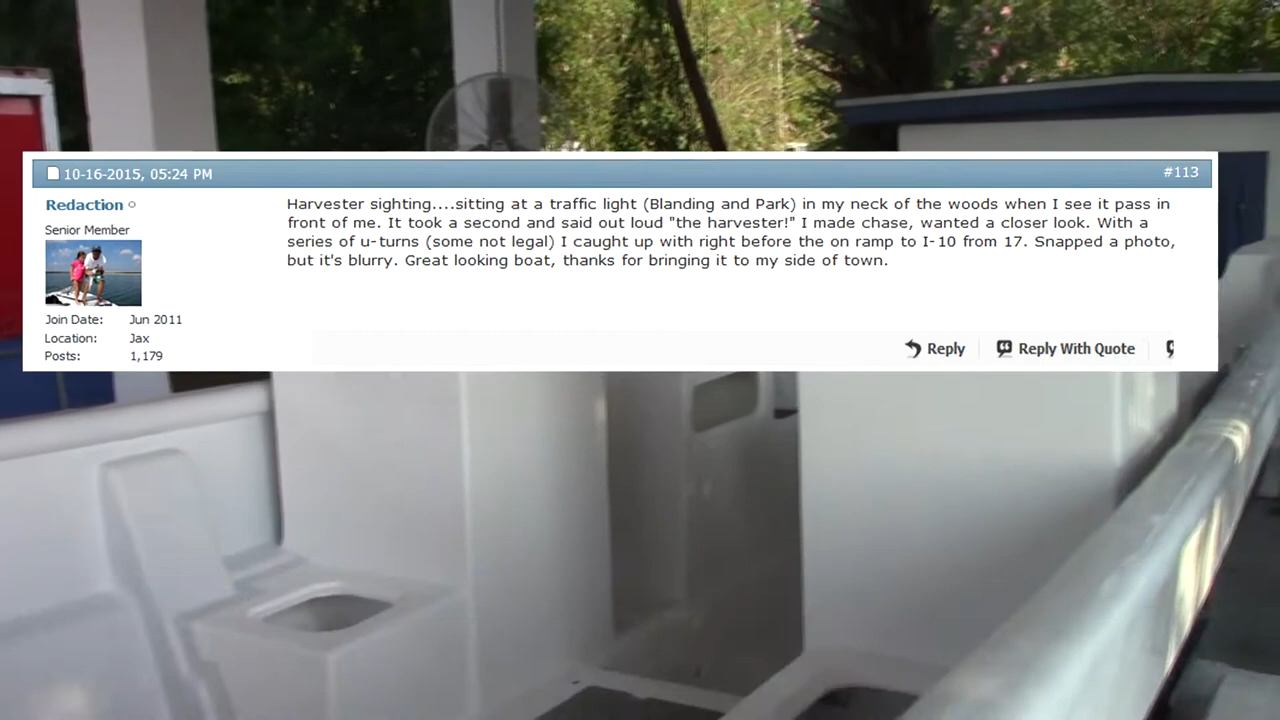 10-16-2015, 05:24 PM
#113
Redaction
Senior Member
Join Date: Jun 2011
Location: Jax
Posts: 1,179
Harvester sighting....sitting at a traffic light (Blanding and Park) in my neck of the woods when I see it pass in
front of me. It took a second and said out loud "the harvester!" I made chase, wanted a closer look. With a
series of u-turns (some not legal) I caught up with right before the on ramp to I-10 from 17. Snapped a photo,
but it's blurry. Great looking boat, thanks for bringing it to my side of town.
Reply
Reply With Quote